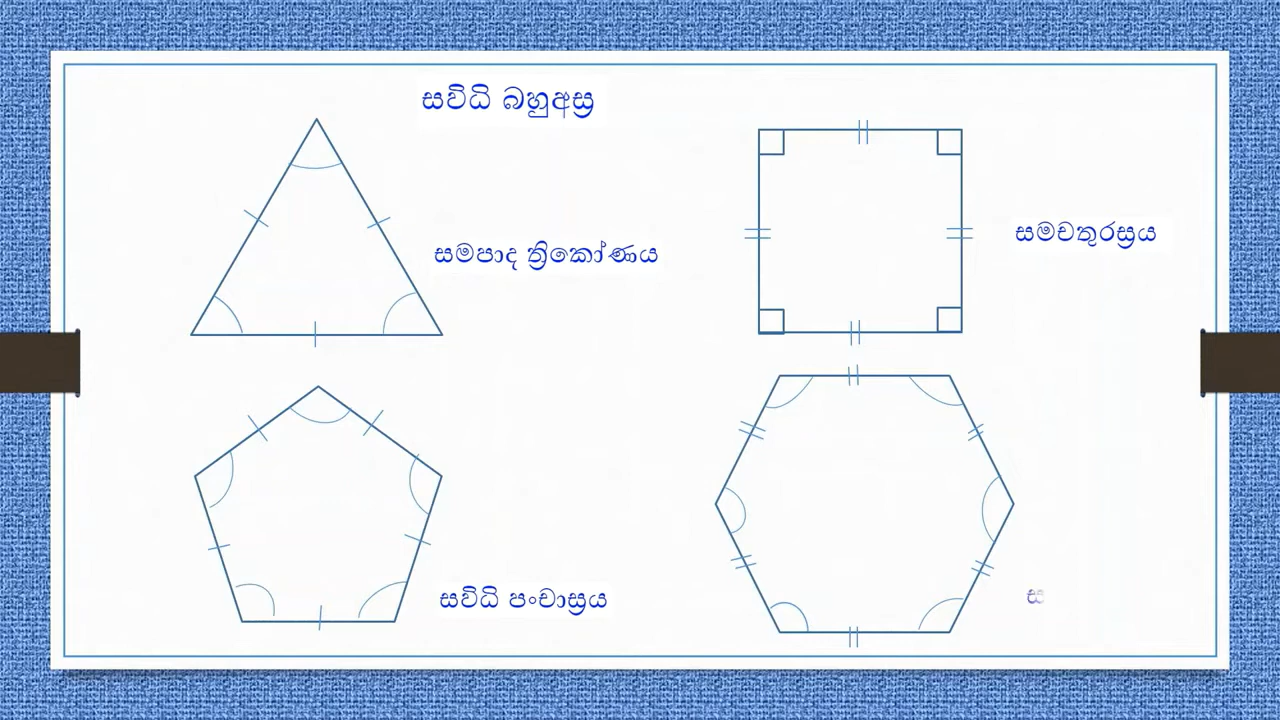 සවිධි බහුඅස්‍ර
සමපාද ත්‍රිකෝණය
සමචතුරස්‍රය
සවිධි පංචාස්‍රය